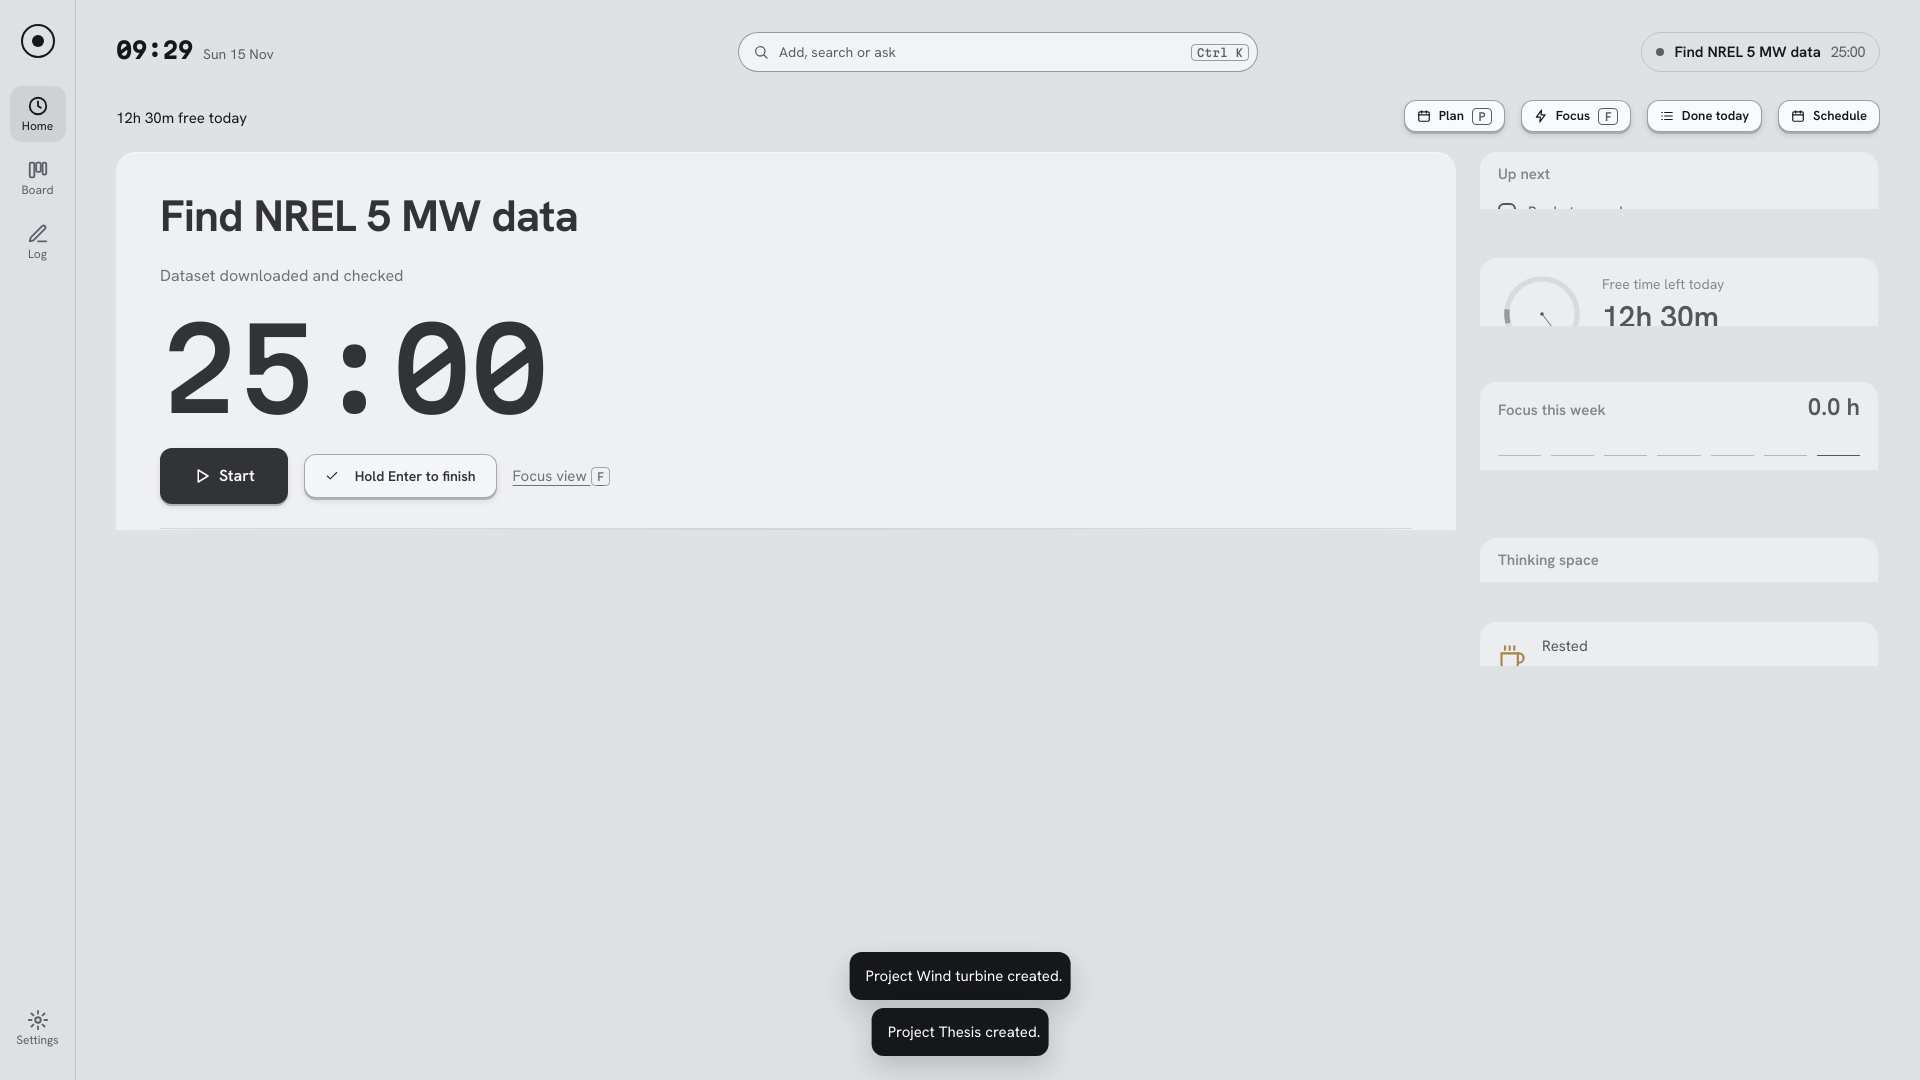 09:29 Sun 15 Nov
Add, search or ask Ctrl K
Find NREL 5 MW data 25:00
Home
Board
Log
Settings
12h 30m free today
Plan P
Focus F
Done today
Schedule
Find NREL 5 MW data
Dataset downloaded and checked
25:00
Start
Hold Enter to finish
Focus view F
Up next
Free time left today
12h 30m
Focus this week 0.0 h
Thinking space
Rested
Project Wind turbine created.
Project Thesis created.